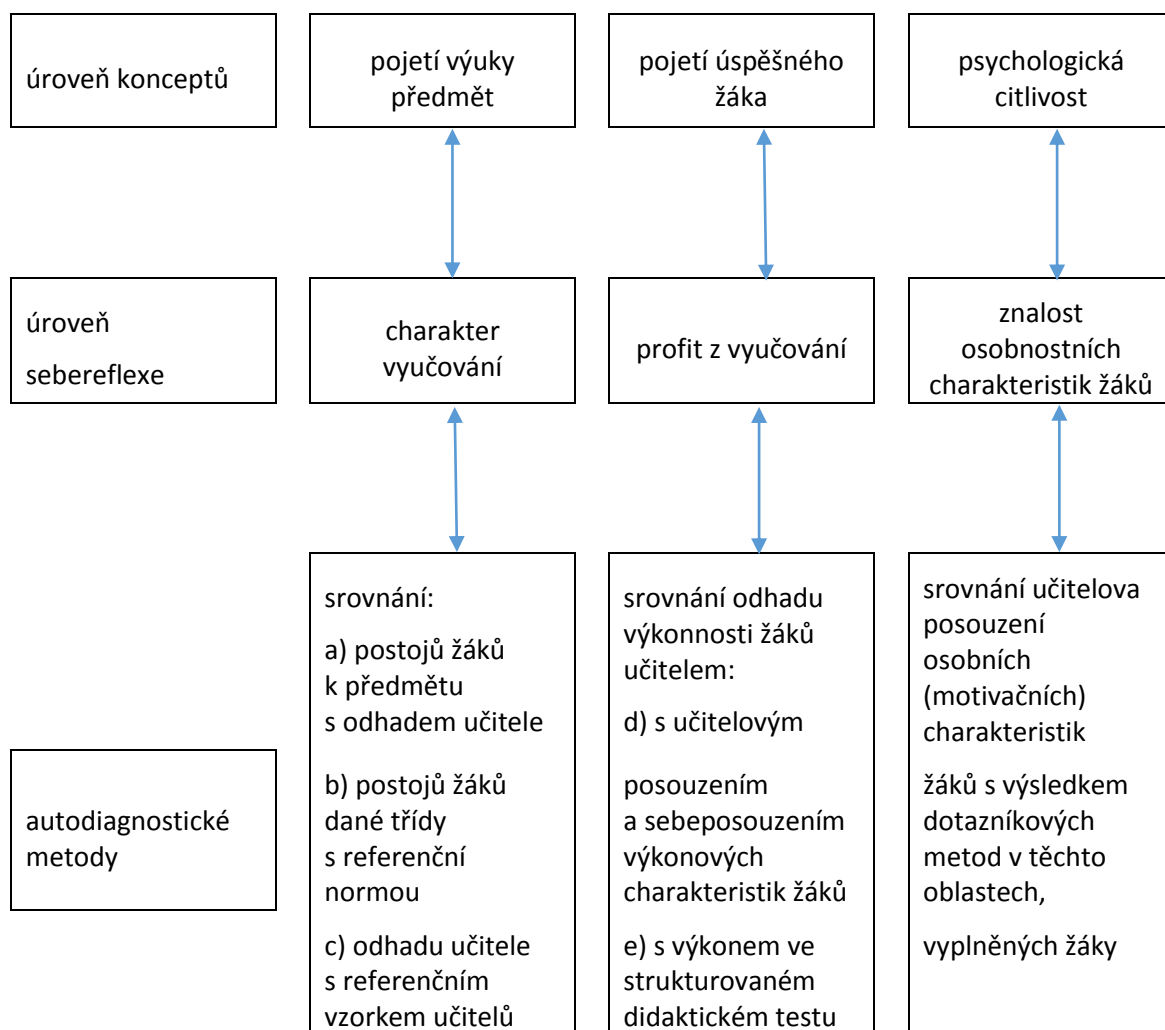 úroveň konceptů
pojetí výuky
předmět
pojetí úspěšného
žáka
psychologická
citlivost
úroveň
sebereflexe
charakter
vyučování
profit z vyučování
znalost
osobnostních
charakteristik žáků
autodiagnostické
metody
srovnání:
a) postojů žáků
k předmětu
s odhadem učitele
b) postojů žáků
dané třídy
s referenční
normou
c) odhadu učitele
s referenčním
vzorkem učitelů
srovnání odhadu
výkonnosti žáků
učitelem:
d) s učitelovým
posouzením
a sebeposouzením
výkonových
charakteristik žáků
e) s výkonem ve
strukturovaném
didaktickém testu
srovnání učitelova
posouzení
osobních
(motivačních)
charakteristik
žáků s výsledkem
dotazníkových
metod v těchto
oblastech,
vyplněných žáky